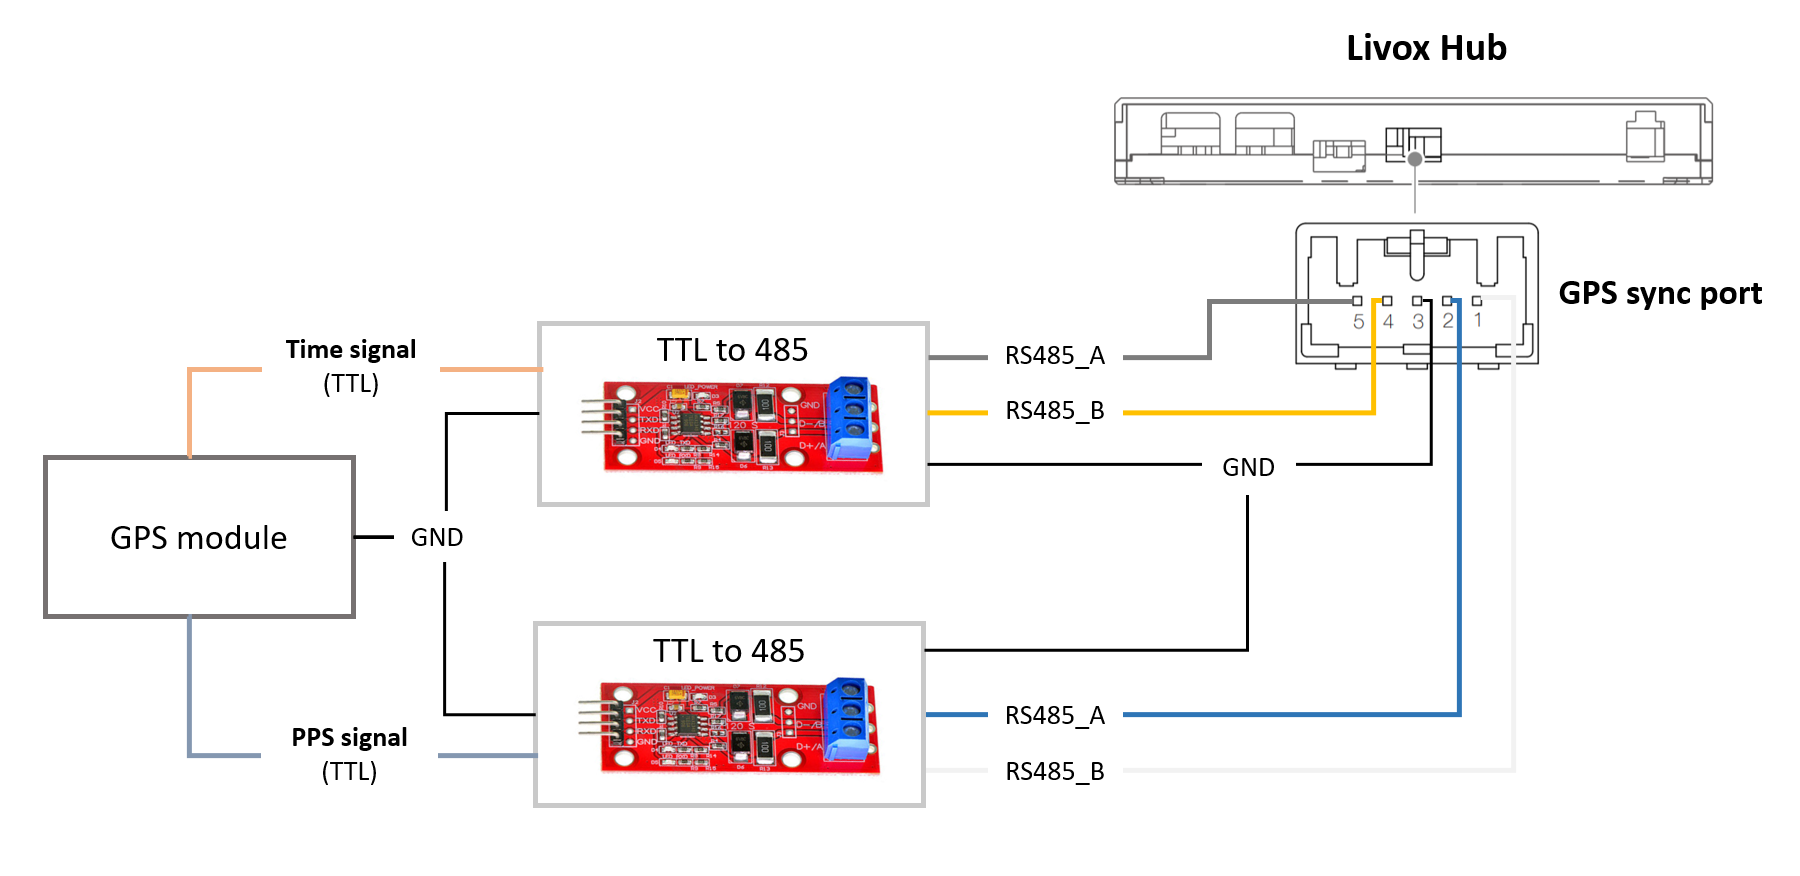 Livox Hub
GPS sync port
5 4 3 2 1
TTL to 485
Time signal
(TTL)
VCC
TXD
RXD
GND
GND
D-/B
D+/A
RS485_A
RS485_B
GND
GPS module
GND
TTL to 485
PPS signal
(TTL)
VCC
TXD
RXD
GND
GND
D-/B
D+/A
RS485_A
RS485_B